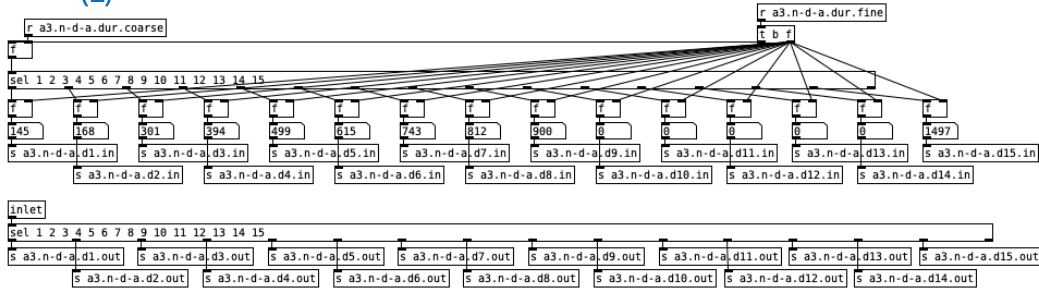 r a3.n-d-a.dur.fine
r a3.n-d-a.dur.coarse
t b f
f
sel 1 2 3 4 5 6 7 8 9 10 11 12 13 14 15
f f f f f f f f f f f f f f f
145 168 301 394 499 615 743 812 900 0 0 0 0 0 1497
s a3.n-d-a.d1.in s a3.n-d-a.d3.in s a3.n-d-a.d5.in s a3.n-d-a.d7.in s a3.n-d-a.d9.in s a3.n-d-a.d11.in s a3.n-d-a.d13.in s a3.n-d-a.d15.in
s a3.n-d-a.d2.in s a3.n-d-a.d4.in s a3.n-d-a.d6.in s a3.n-d-a.d8.in s a3.n-d-a.d10.in s a3.n-d-a.d12.in s a3.n-d-a.d14.in
inlet
sel 1 2 3 4 5 6 7 8 9 10 11 12 13 14 15
s a3.n-d-a.d1.out s a3.n-d-a.d3.out s a3.n-d-a.d5.out s a3.n-d-a.d7.out s a3.n-d-a.d9.out s a3.n-d-a.d11.out s a3.n-d-a.d13.out s a3.n-d-a.d15.out
s a3.n-d-a.d2.out s a3.n-d-a.d4.out s a3.n-d-a.d6.out s a3.n-d-a.d8.out s a3.n-d-a.d10.out s a3.n-d-a.d12.out s a3.n-d-a.d14.out